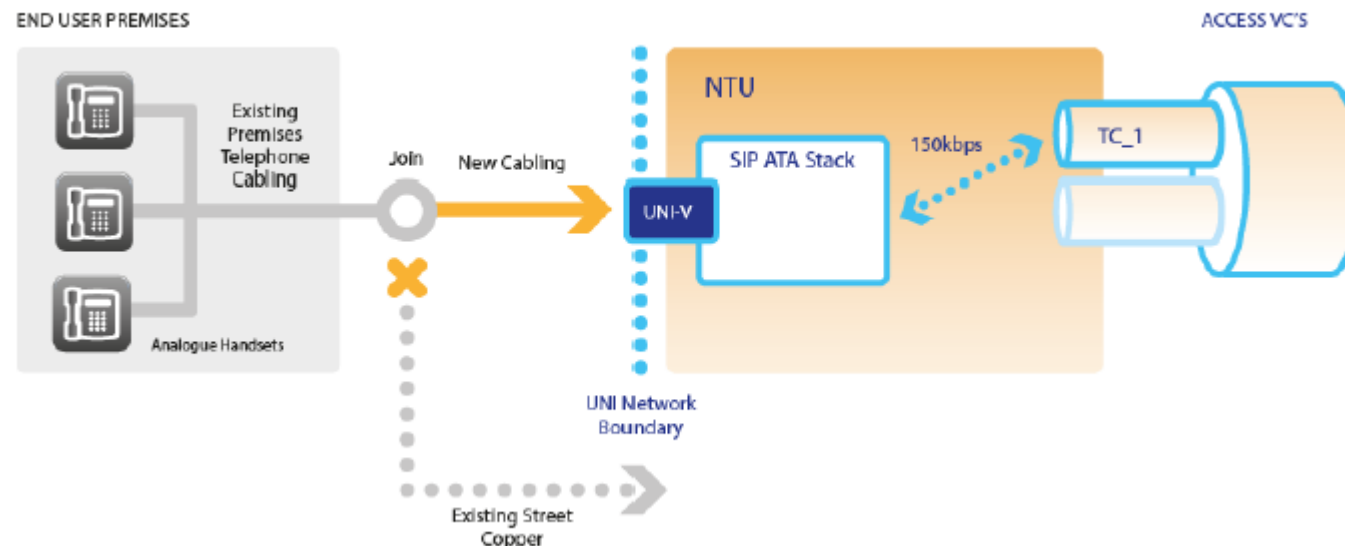 END USER PREMISES
ACCESS VC'S
NTU
Existing
Premises
Telephone
Cabling
Join
New Cabling
SIP ATA Stack
150kbps
TC_1
UNI-V
Analogue Handsets
UNI Network
Boundary
Existing Street
Copper